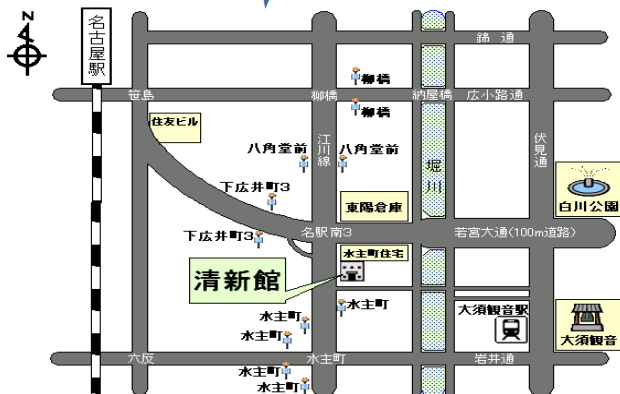 N
名古屋駅
錦通
柳橋
笹島
柳橋
納屋橋
広小路通
柳橋
住友ビル
江川線
伏見通
八角堂前
八角堂前
堀川
下広井町3
東陽倉庫
白川公園
下広井町3
名駅南3
若宮大通(100m道路)
水主町住宅
清新館
水主町
大須観音駅
水主町
水主町
大須観音
六反
水主町
岩井通
水主町
水主町